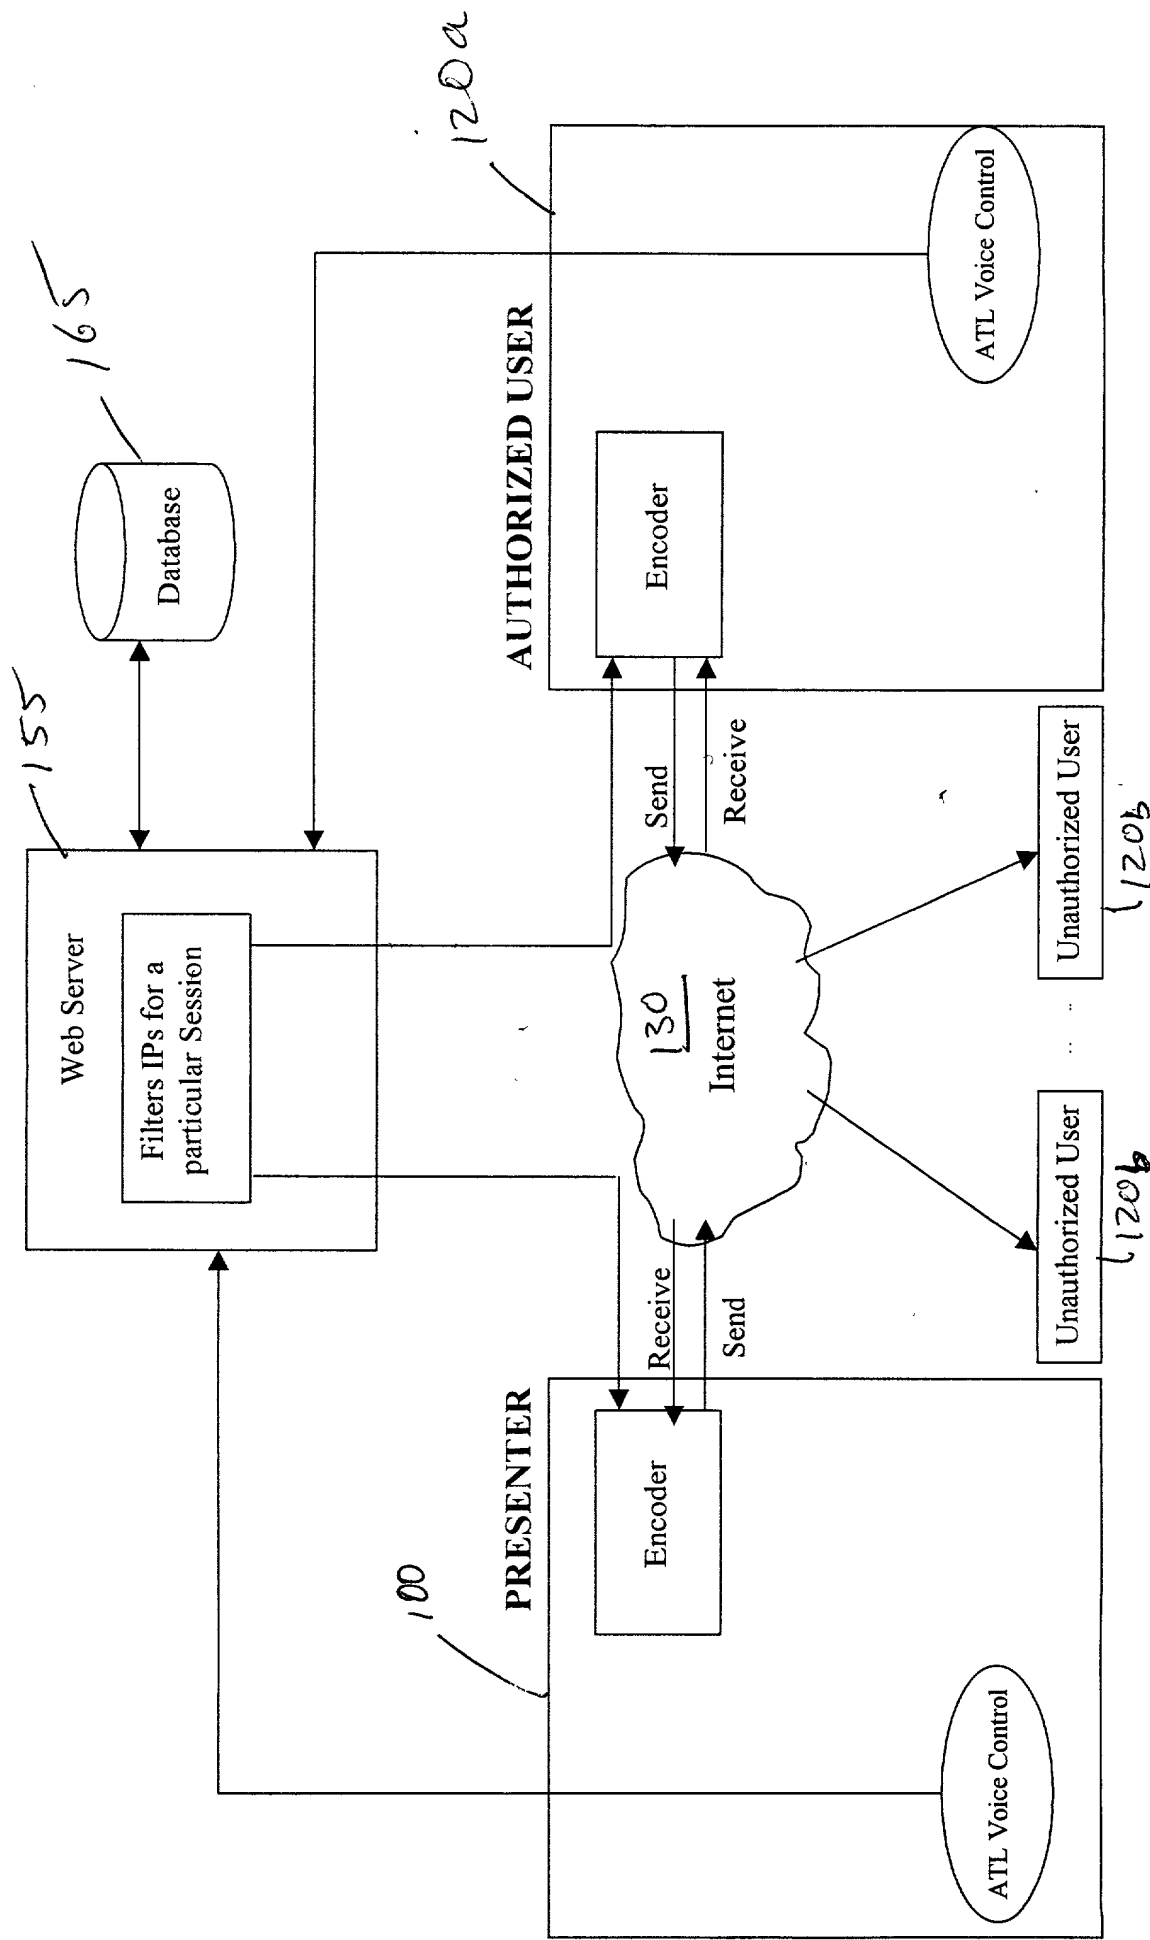 155
165
Web Server
Filters IPs for a
particular Session
Database
120a
100
PRESENTER
AUTHORIZED USER
Encoder
Receive
Send
130
Internet
Send
Receive
Encoder
ATL Voice Control
ATL Voice Control
Unauthorized User
..
..
Unauthorized User
120b
120b